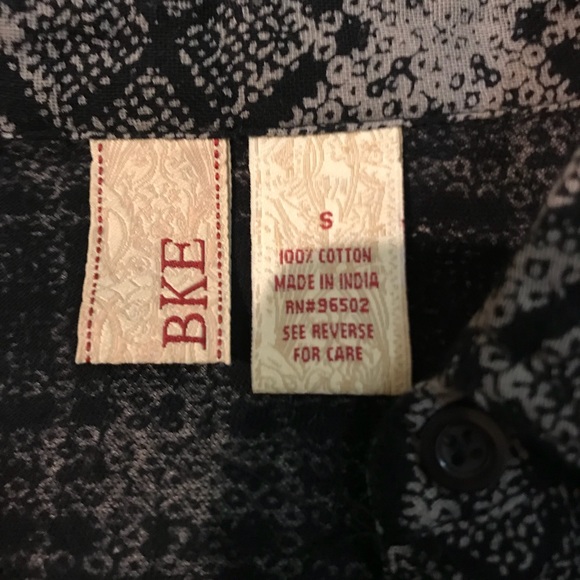 BKE
S
100% COTTON
MADE IN INDIA
RN#96502
SEE REVERSE
FOR CARE